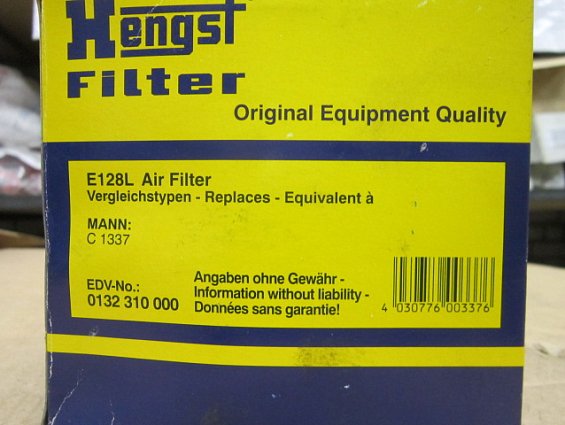 Hengst
Filter
Original Equipment Quality
E128L Air Filter
Vergleichstypen - Replaces - Equivalent à
MANN:
C 1337
EDV-No.:
0132 310 000
Angaben ohne Gewähr -
Information without liability -
Données sans garantie!
4 030776 003376